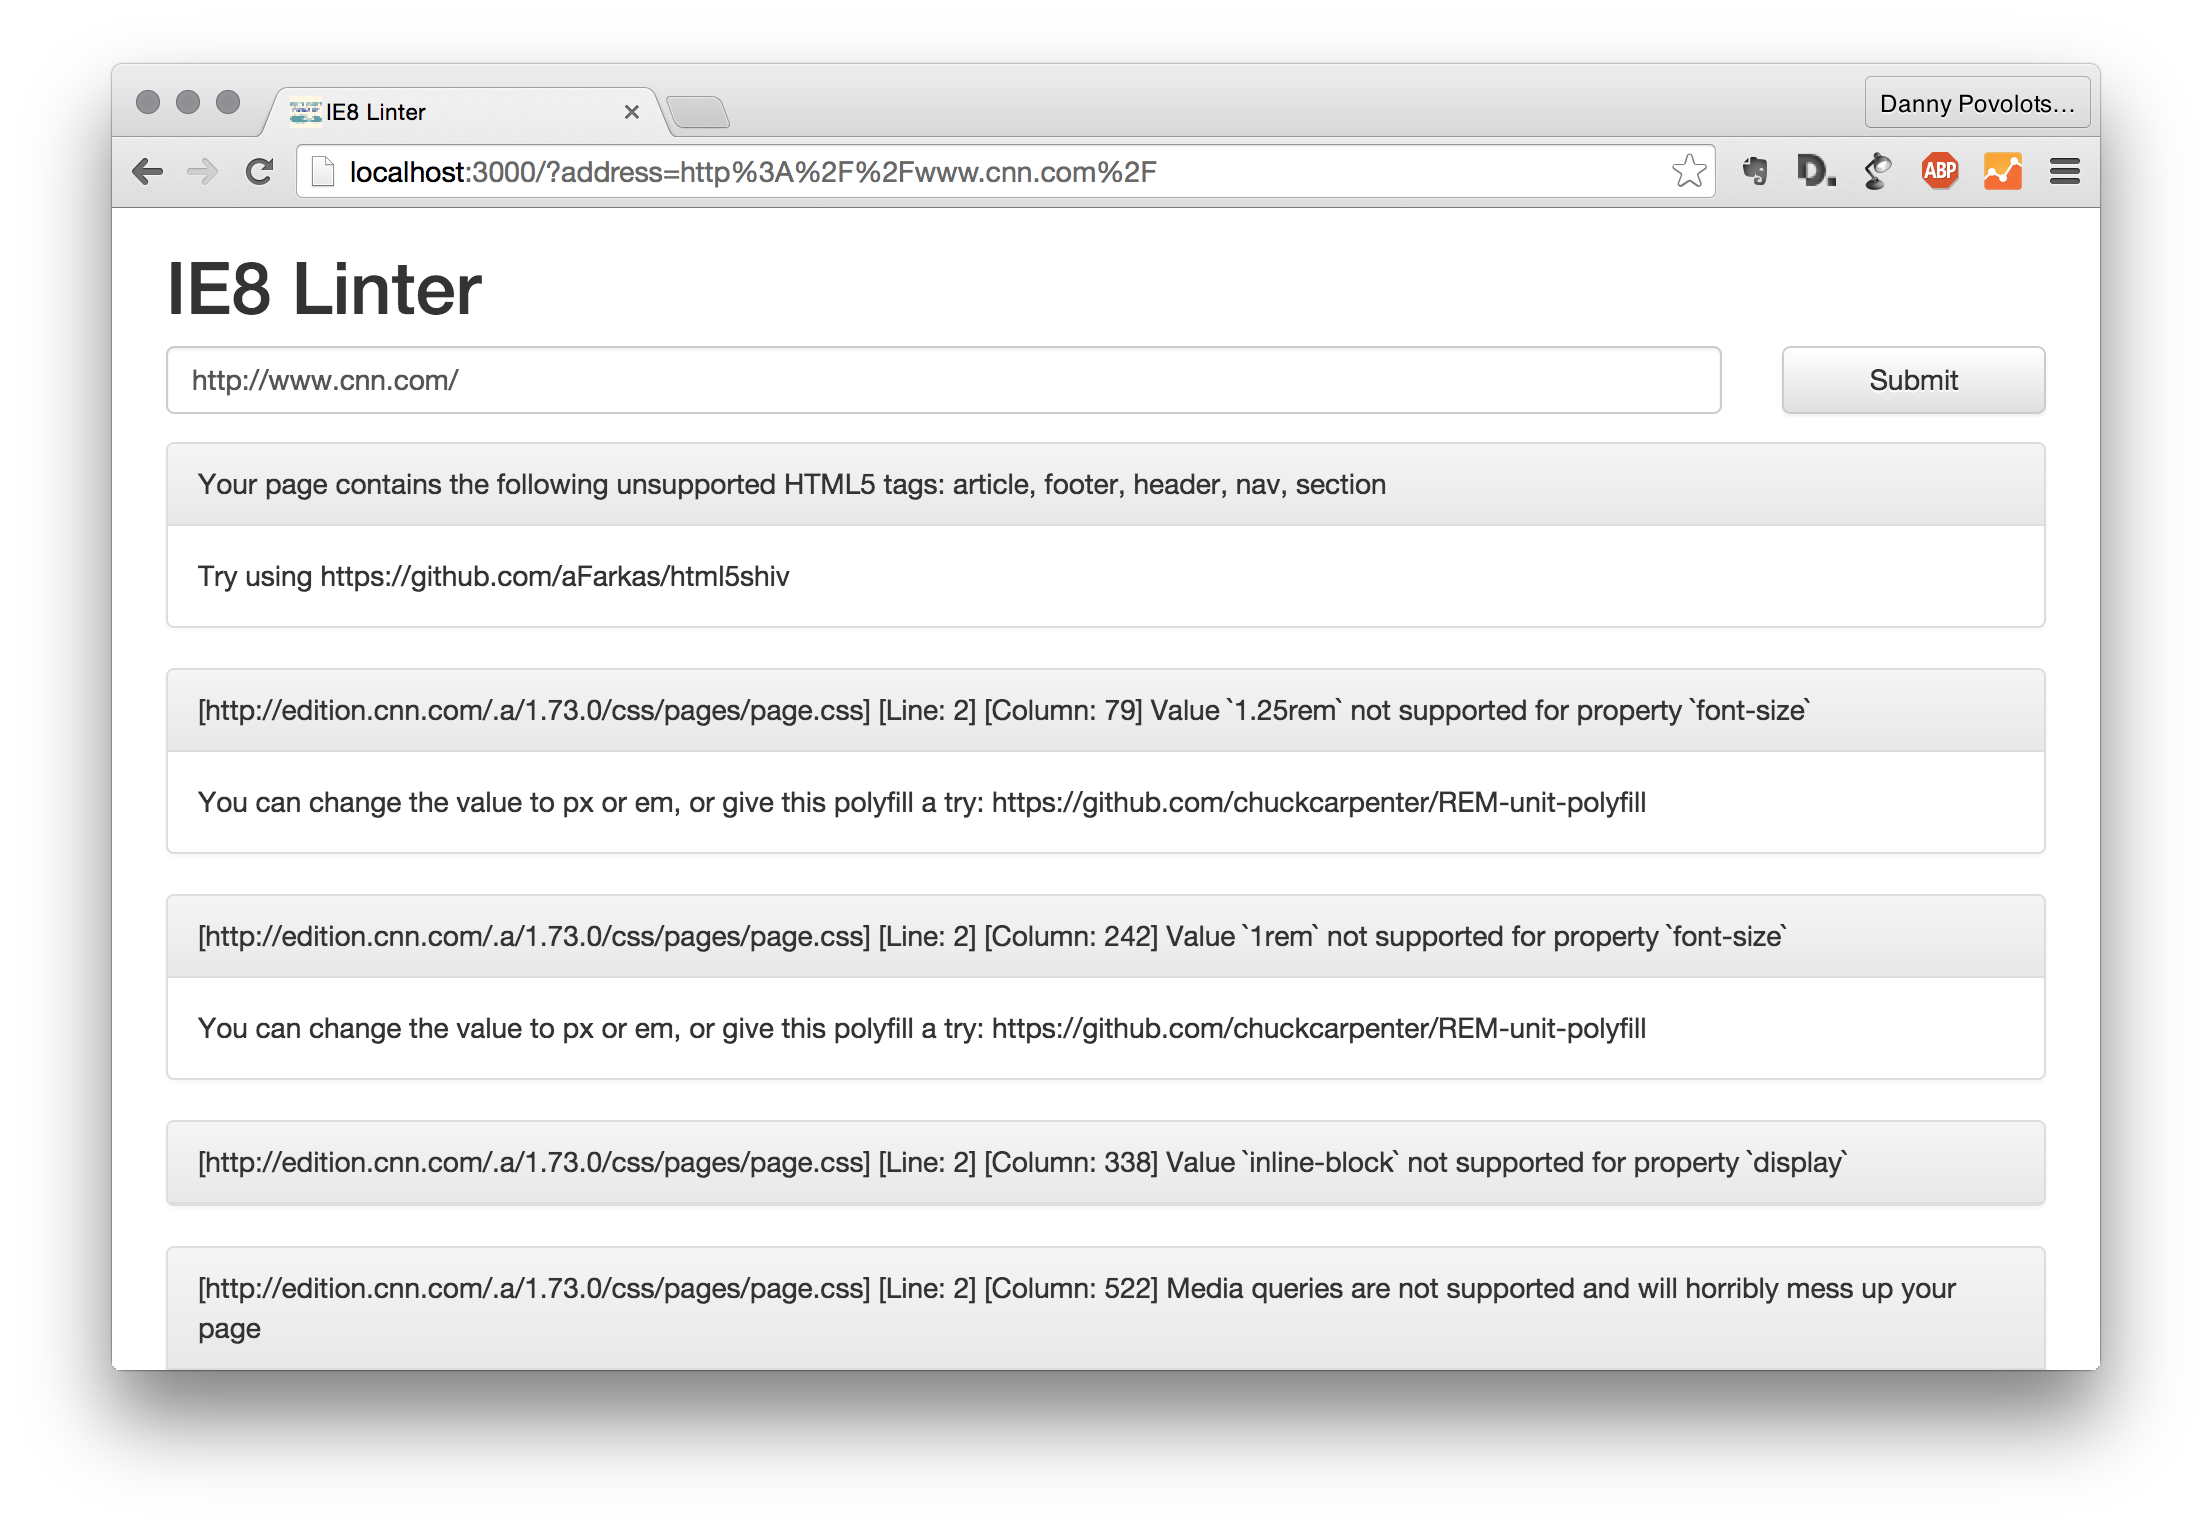 IE8 Linter
Danny Povolots...
localhost:3000/?address=http%3A%2F%2Fwww.cnn.com%2F
D.
ABP
IE8 Linter
http://www.cnn.com/
Submit
Your page contains the following unsupported HTML5 tags: article, footer, header, nav, section
Try using https://github.com/aFarkas/html5shiv
[http://edition.cnn.com/.a/1.73.0/css/pages/page.css] [Line: 2] [Column: 79] Value `1.25rem` not supported for property `font-size`
You can change the value to px or em, or give this polyfill a try: https://github.com/chuckcarpenter/REM-unit-polyfill
[http://edition.cnn.com/.a/1.73.0/css/pages/page.css] [Line: 2] [Column: 242] Value `1rem` not supported for property `font-size`
You can change the value to px or em, or give this polyfill a try: https://github.com/chuckcarpenter/REM-unit-polyfill
[http://edition.cnn.com/.a/1.73.0/css/pages/page.css] [Line: 2] [Column: 338] Value `inline-block` not supported for property `display`
[http://edition.cnn.com/.a/1.73.0/css/pages/page.css] [Line: 2] [Column: 522] Media queries are not supported and will horribly mess up your
page